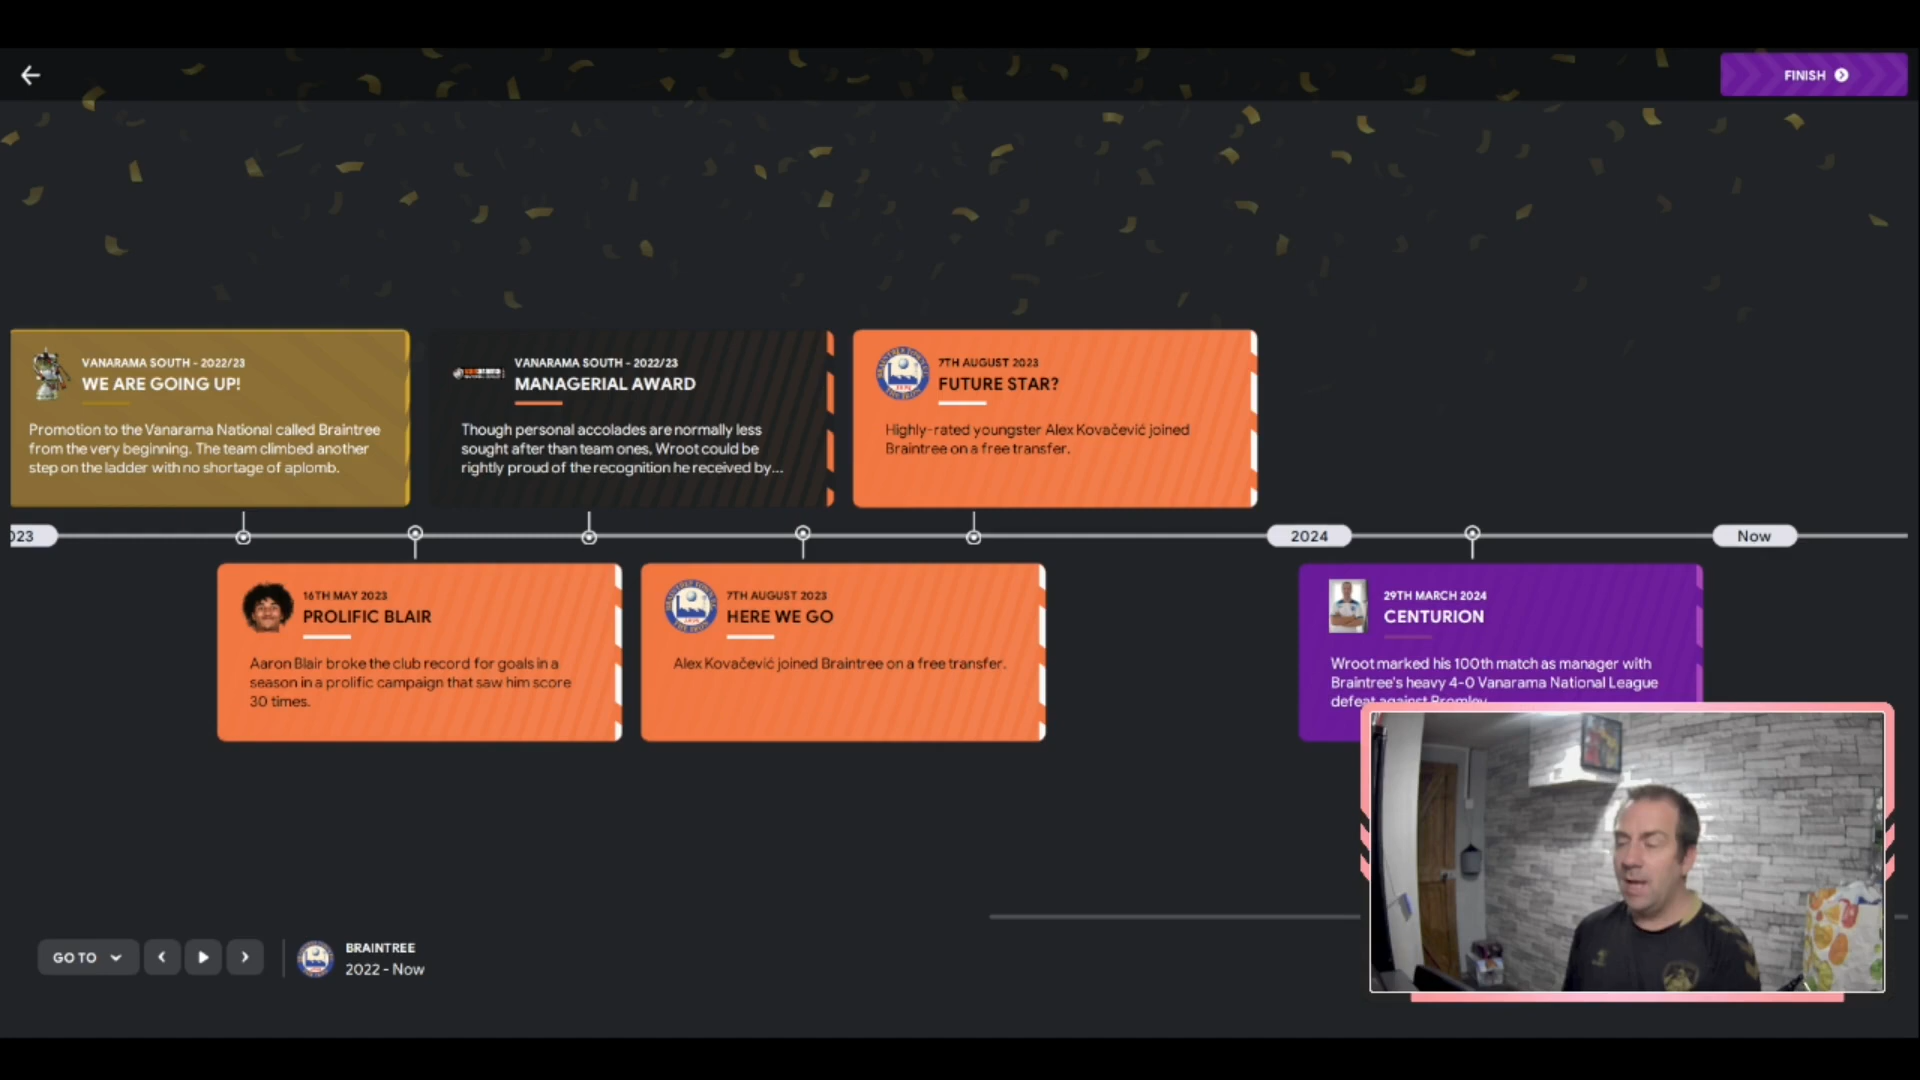 FINISH
VANARAMA SOUTH - 2022/23
WE ARE GOING UP!
Promotion to the Vanarama National called Braintree
from the very beginning. The team climbed another
step on the ladder with no shortage of aplomb.
VANARAMA SOUTH - 2022/23
MANAGERIAL AWARD
Though personal accolades are normally less
sought after than team ones, Wroot could be
rightly proud of the recognition he received by...
7TH AUGUST 2023
FUTURE STAR?
Highly-rated youngster Alex Kovačević joined
Braintree on a free transfer.
023
2024
Now
16TH MAY 2023
PROLIFIC BLAIR
Aaron Blair broke the club record for goals in a
season in a prolific campaign that saw him score
30 times.
7TH AUGUST 2023
HERE WE GO
Alex Kovačević joined Braintree on a free transfer.
29TH MARCH 2024
CENTURION
Wroot marked his 100th match as manager with
Braintree's heavy 4-0 Vanarama National League
defeat against Bromley
GO TO
BRAINTREE
2022 - Now